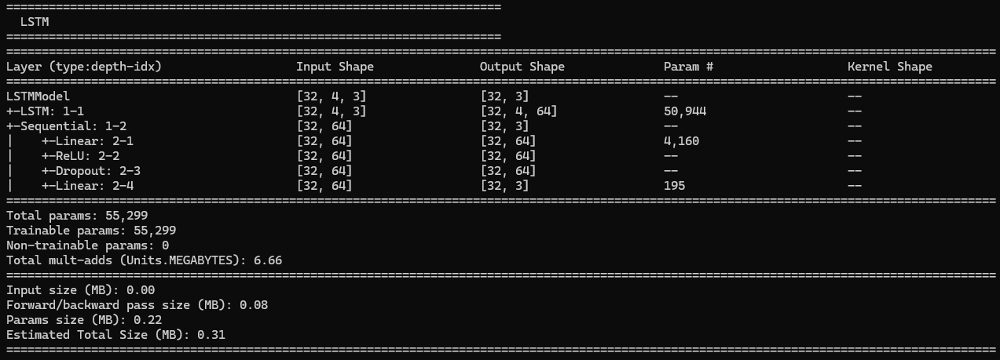 ======================================================================
  LSTM
======================================================================
============================================================================================================================================
Layer (type:depth-idx)                   Input Shape               Output Shape              Param #                   Kernel Shape
============================================================================================================================================
LSTMModel                                [32, 4, 3]                [32, 3]                   --                        --
+-LSTM: 1-1                              [32, 4, 3]                [32, 4, 64]               50,944                    --
+-Sequential: 1-2                        [32, 64]                  [32, 3]                   --                        --
|    +-Linear: 2-1                       [32, 64]                  [32, 64]                  4,160                     --
|    +-ReLU: 2-2                         [32, 64]                  [32, 64]                  --                        --
|    +-Dropout: 2-3                      [32, 64]                  [32, 64]                  --                        --
|    +-Linear: 2-4                       [32, 64]                  [32, 3]                   195                       --
============================================================================================================================================
Total params: 55,299
Trainable params: 55,299
Non-trainable params: 0
Total mult-adds (Units.MEGABYTES): 6.66
============================================================================================================================================
Input size (MB): 0.00
Forward/backward pass size (MB): 0.08
Params size (MB): 0.22
Estimated Total Size (MB): 0.31
============================================================================================================================================